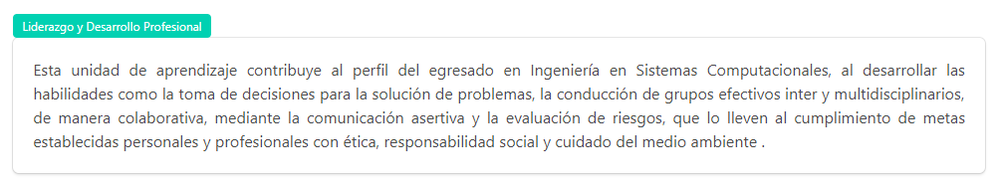 Liderazgo y Desarrollo Profesional
Esta unidad de aprendizaje contribuye al perfil del egresado en Ingeniería en Sistemas Computacionales, al desarrollar las
habilidades como la toma de decisiones para la solución de problemas, la conducción de grupos efectivos inter y multidisciplinarios,
de manera colaborativa, mediante la comunicación asertiva y la evaluación de riesgos, que lo lleven al cumplimiento de metas
establecidas personales y profesionales con ética, responsabilidad social y cuidado del medio ambiente .